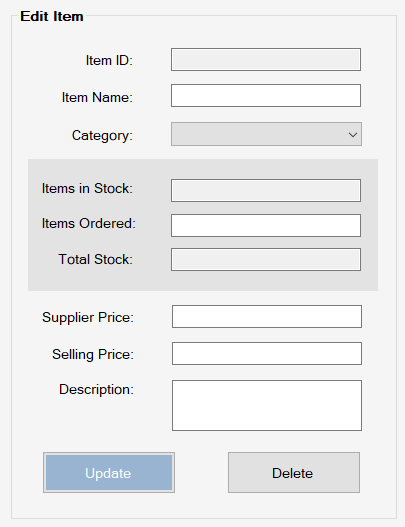 Edit Item
Item ID:
Item Name:
Category:
Items in Stock:
Items Ordered:
Total Stock:
Supplier Price:
Selling Price:
Description:
Update Delete